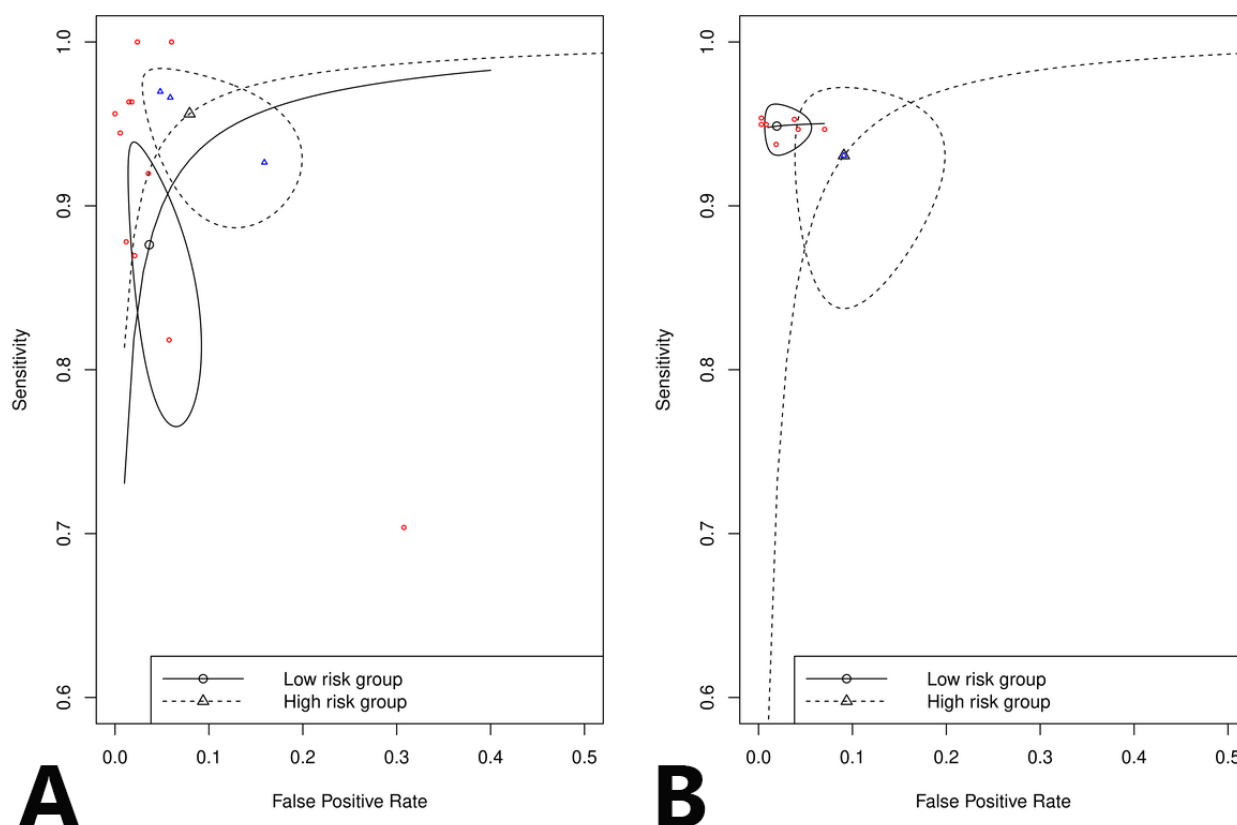 1.0
0.9
0.8
0.7
0.6
Sensitivity
Low risk group
High risk group
0.0 0.1 0.2 0.3 0.4 0.5
False Positive Rate
A
1.0
0.9
0.8
0.7
0.6
Sensitivity
Low risk group
High risk group
0.0 0.1 0.2 0.3 0.4 0.5
False Positive Rate
B